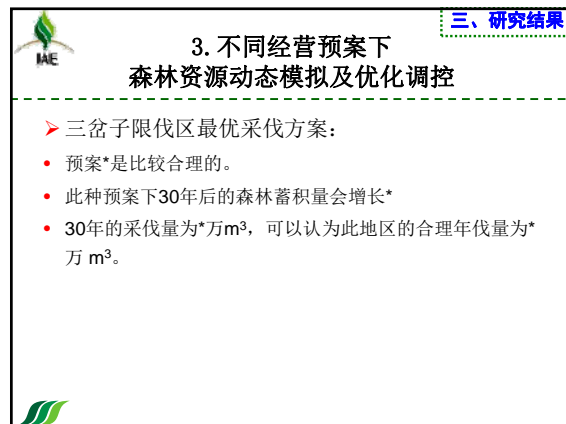 三、研究结果
IAE
3.不同经营预案下
森林资源动态模拟及优化调控
三岔子限伐区最优采伐方案：
• 预案*是比较合理的。
• 此种预案下30年后的森林蓄积量会增长*
• 30年的采伐量为*万m³，可以认为此地区的合理年伐量为*
万 m³。